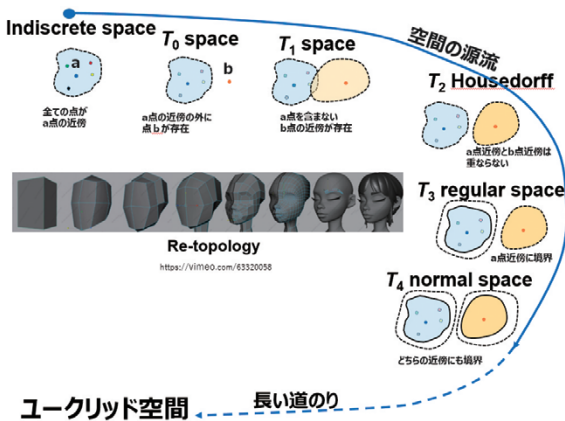 Indiscrete space
a
全ての点が
a点の近傍
T0 space
b
a点の近傍の外に
点bが存在
T1 space
a点を含まない
b点の近傍が存在
空間の源流
T2 Housedorff
a点近傍とb点近傍は
重ならない
T3 regular space
a点近傍に境界
T4 normal space
どちらの近傍にも境界
Re-topology
https://vimeo.com/63320058
長い道のり
ユークリッド空間